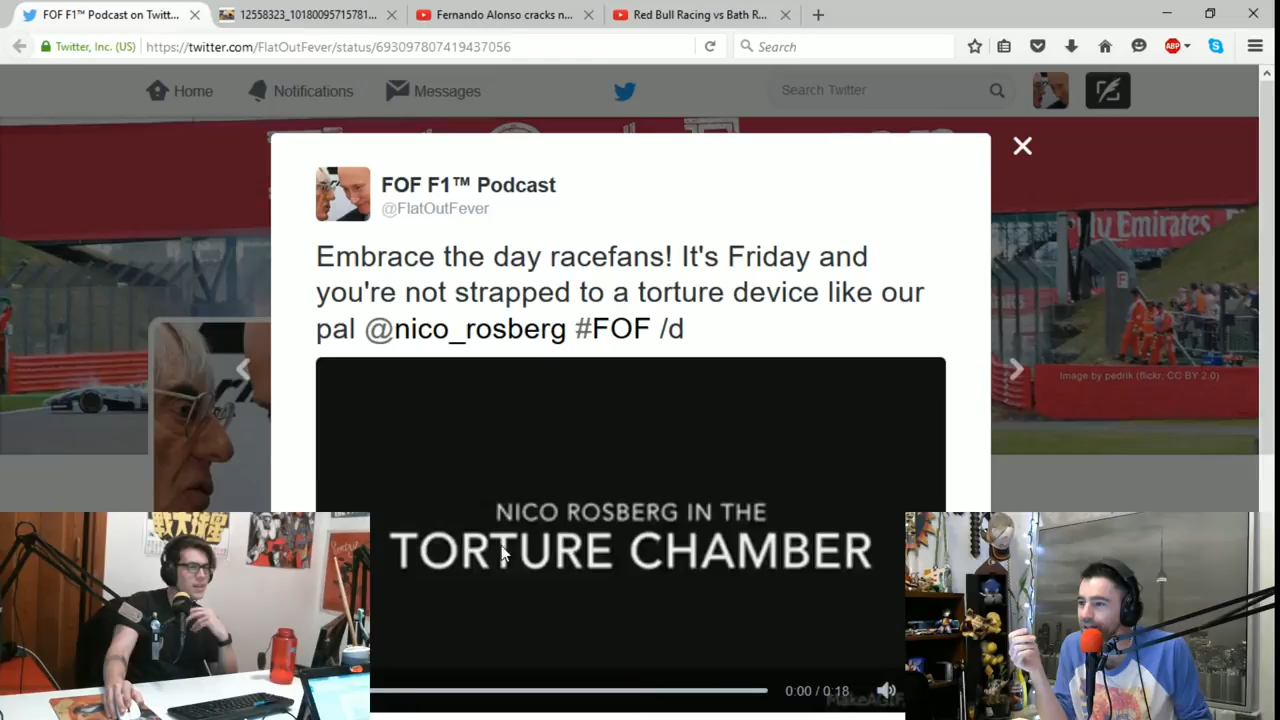 FOF F1™ Podcast on Twitt...
12558323_10180095715781...
Fernando Alonso cracks n...
Red Bull Racing vs Bath R...
Twitter, Inc. (US)
https://twitter.com/FlatOutFever/status/693097807419437056
Search
ABP
Home
Notifications
Messages
Search Twitter
FOF F1™ Podcast
@FlatOutFever
Embrace the day racefans! It's Friday and
you're not strapped to a torture device like our
pal @nico_rosberg #FOF /d
Fly Emirates
Image by pedrik (flickr, CC BY 2.0)
NICO ROSBERG IN THE
TORTURE CHAMBER
0:00 / 0:18